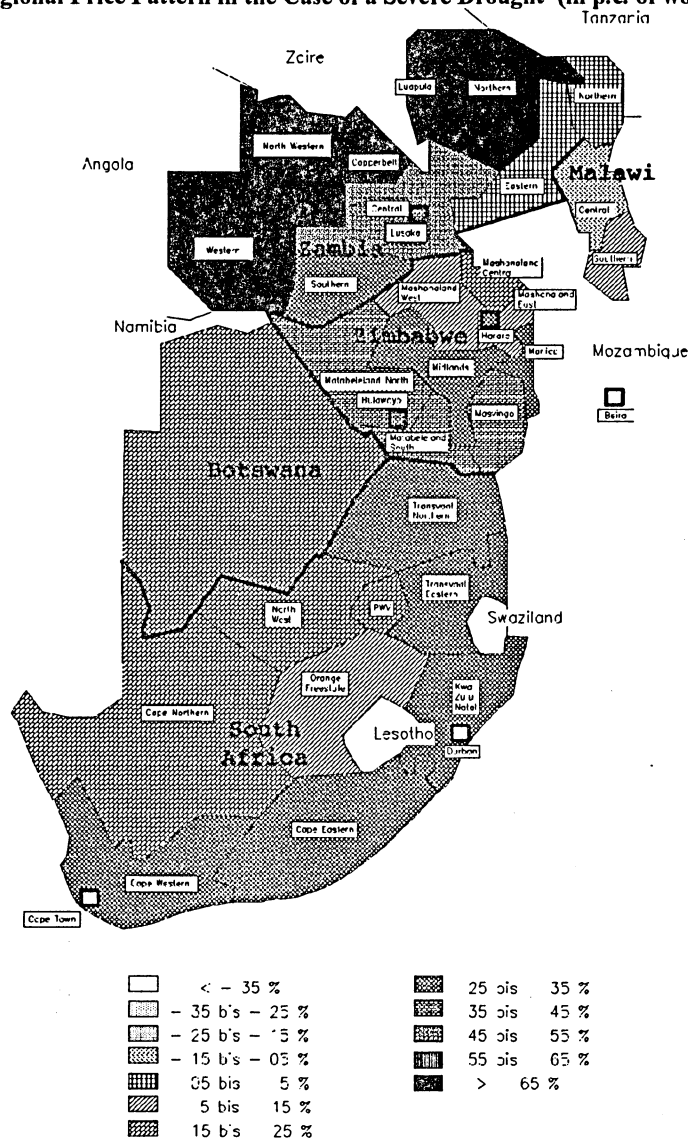 gional Price Pattern in the Case of a Severe Drought (in p.c. of wo
Tanzaria
Zcire
Luapula
Northern
Northern
North Western
Copperbelt
Angola
Malawi
Eastern
Central
Central
Lusaka
Western
Zambia
Southern
Southern
Mashonaland
Central
Mashonaland
West
Mashonaland
East
Namibia
Zimbabwe
Harare
Manica
Mozambique
Midlands
Matabeleland North
Bulawayo
Masvingo
Beira
Matabeleland
South
Botswana
Transvaal
Northern
Transvaal
Eastern
North
West
PWV
Swaziland
Orange
Freestate
Kwa
Zulu
Natal
Cape Northern
South
Africa
Lesotho
Durban
Cape Eastern
Cape Western
Cape Town
< - 35 %
- 35 bis - 25 %
- 25 bis - 15 %
- 15 bis - 05 %
05 bis 5 %
5 bis 15 %
15 bis 25 %
25 bis 35 %
35 bis 45 %
45 bis 55 %
55 bis 65 %
> 65 %